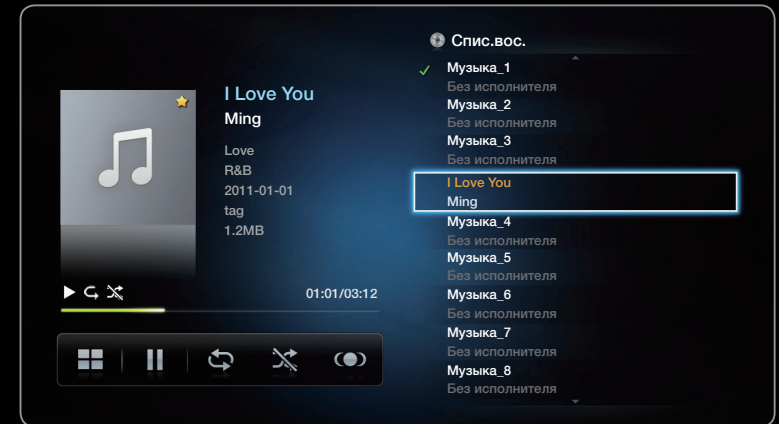 I Love You
Ming
Love
R&B
2011-01-01
tag
1.2MB
01:01/03:12
Спис.вос.
Музыка_1
Без исполнителя
Музыка_2
Без исполнителя
Музыка_3
Без исполнителя
I Love You
Ming
Музыка_4
Без исполнителя
Музыка_5
Без исполнителя
Музыка_6
Без исполнителя
Музыка_7
Без исполнителя
Музыка_8
Без исполнителя